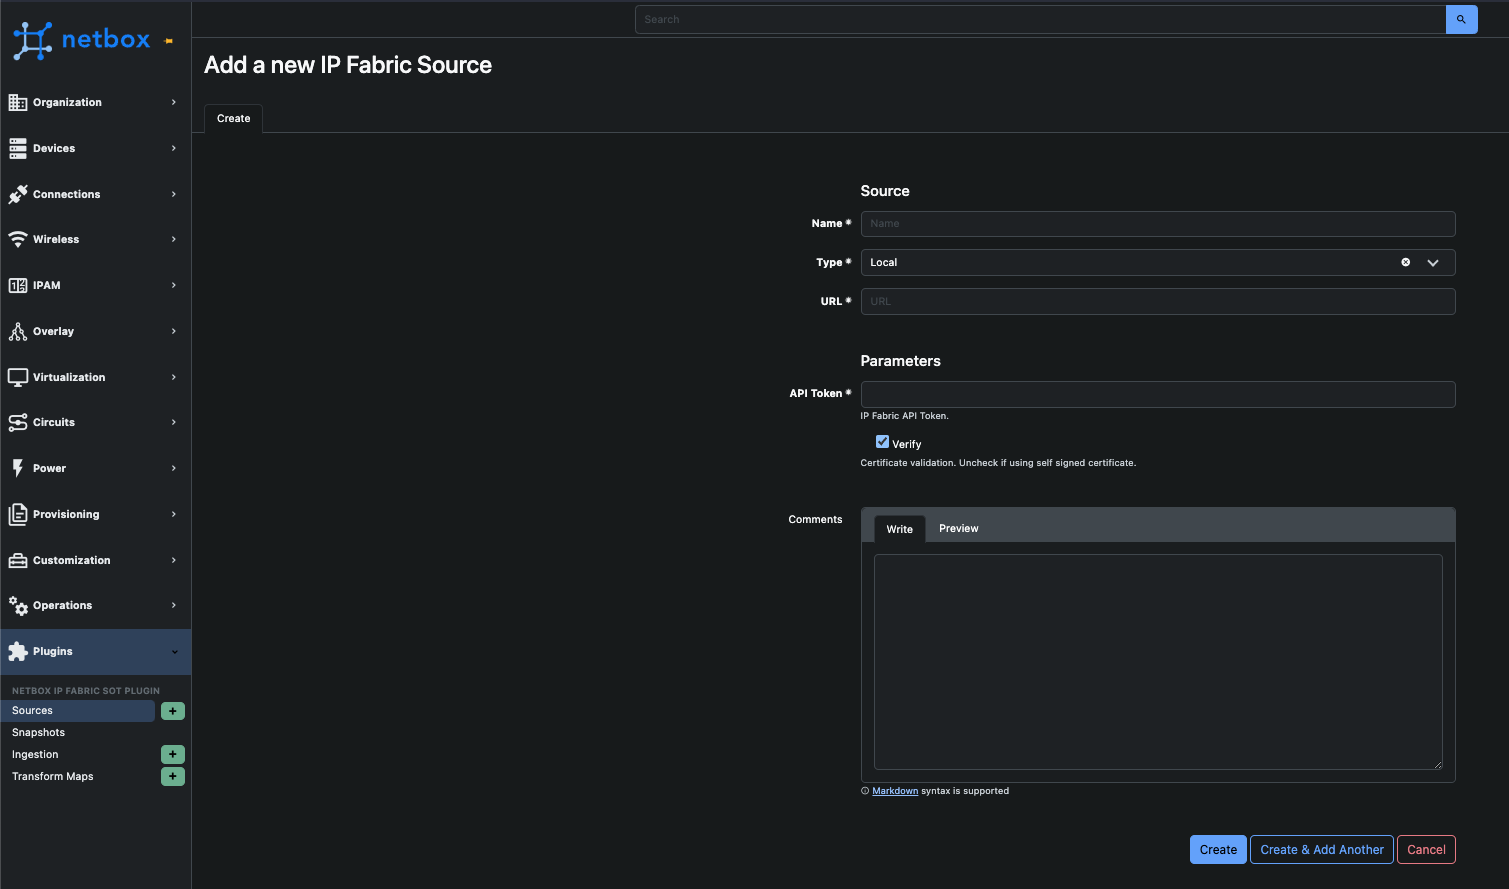 netbox
Search
Add a new IP Fabric Source
Create
Organization
Devices
Connections
Wireless
IPAM
Overlay
Virtualization
Circuits
Power
Provisioning
Customization
Operations
Plugins
NETBOX IP FABRIC SOT PLUGIN
Sources
Snapshots
Ingestion
Transform Maps
Source
Name *
Name
Type *
Local
URL *
URL
Parameters
API Token *
IP Fabric API Token.
Verify
Certificate validation. Uncheck if using self signed certificate.
Comments
Write
Preview
Markdown syntax is supported
Create
Create & Add Another
Cancel